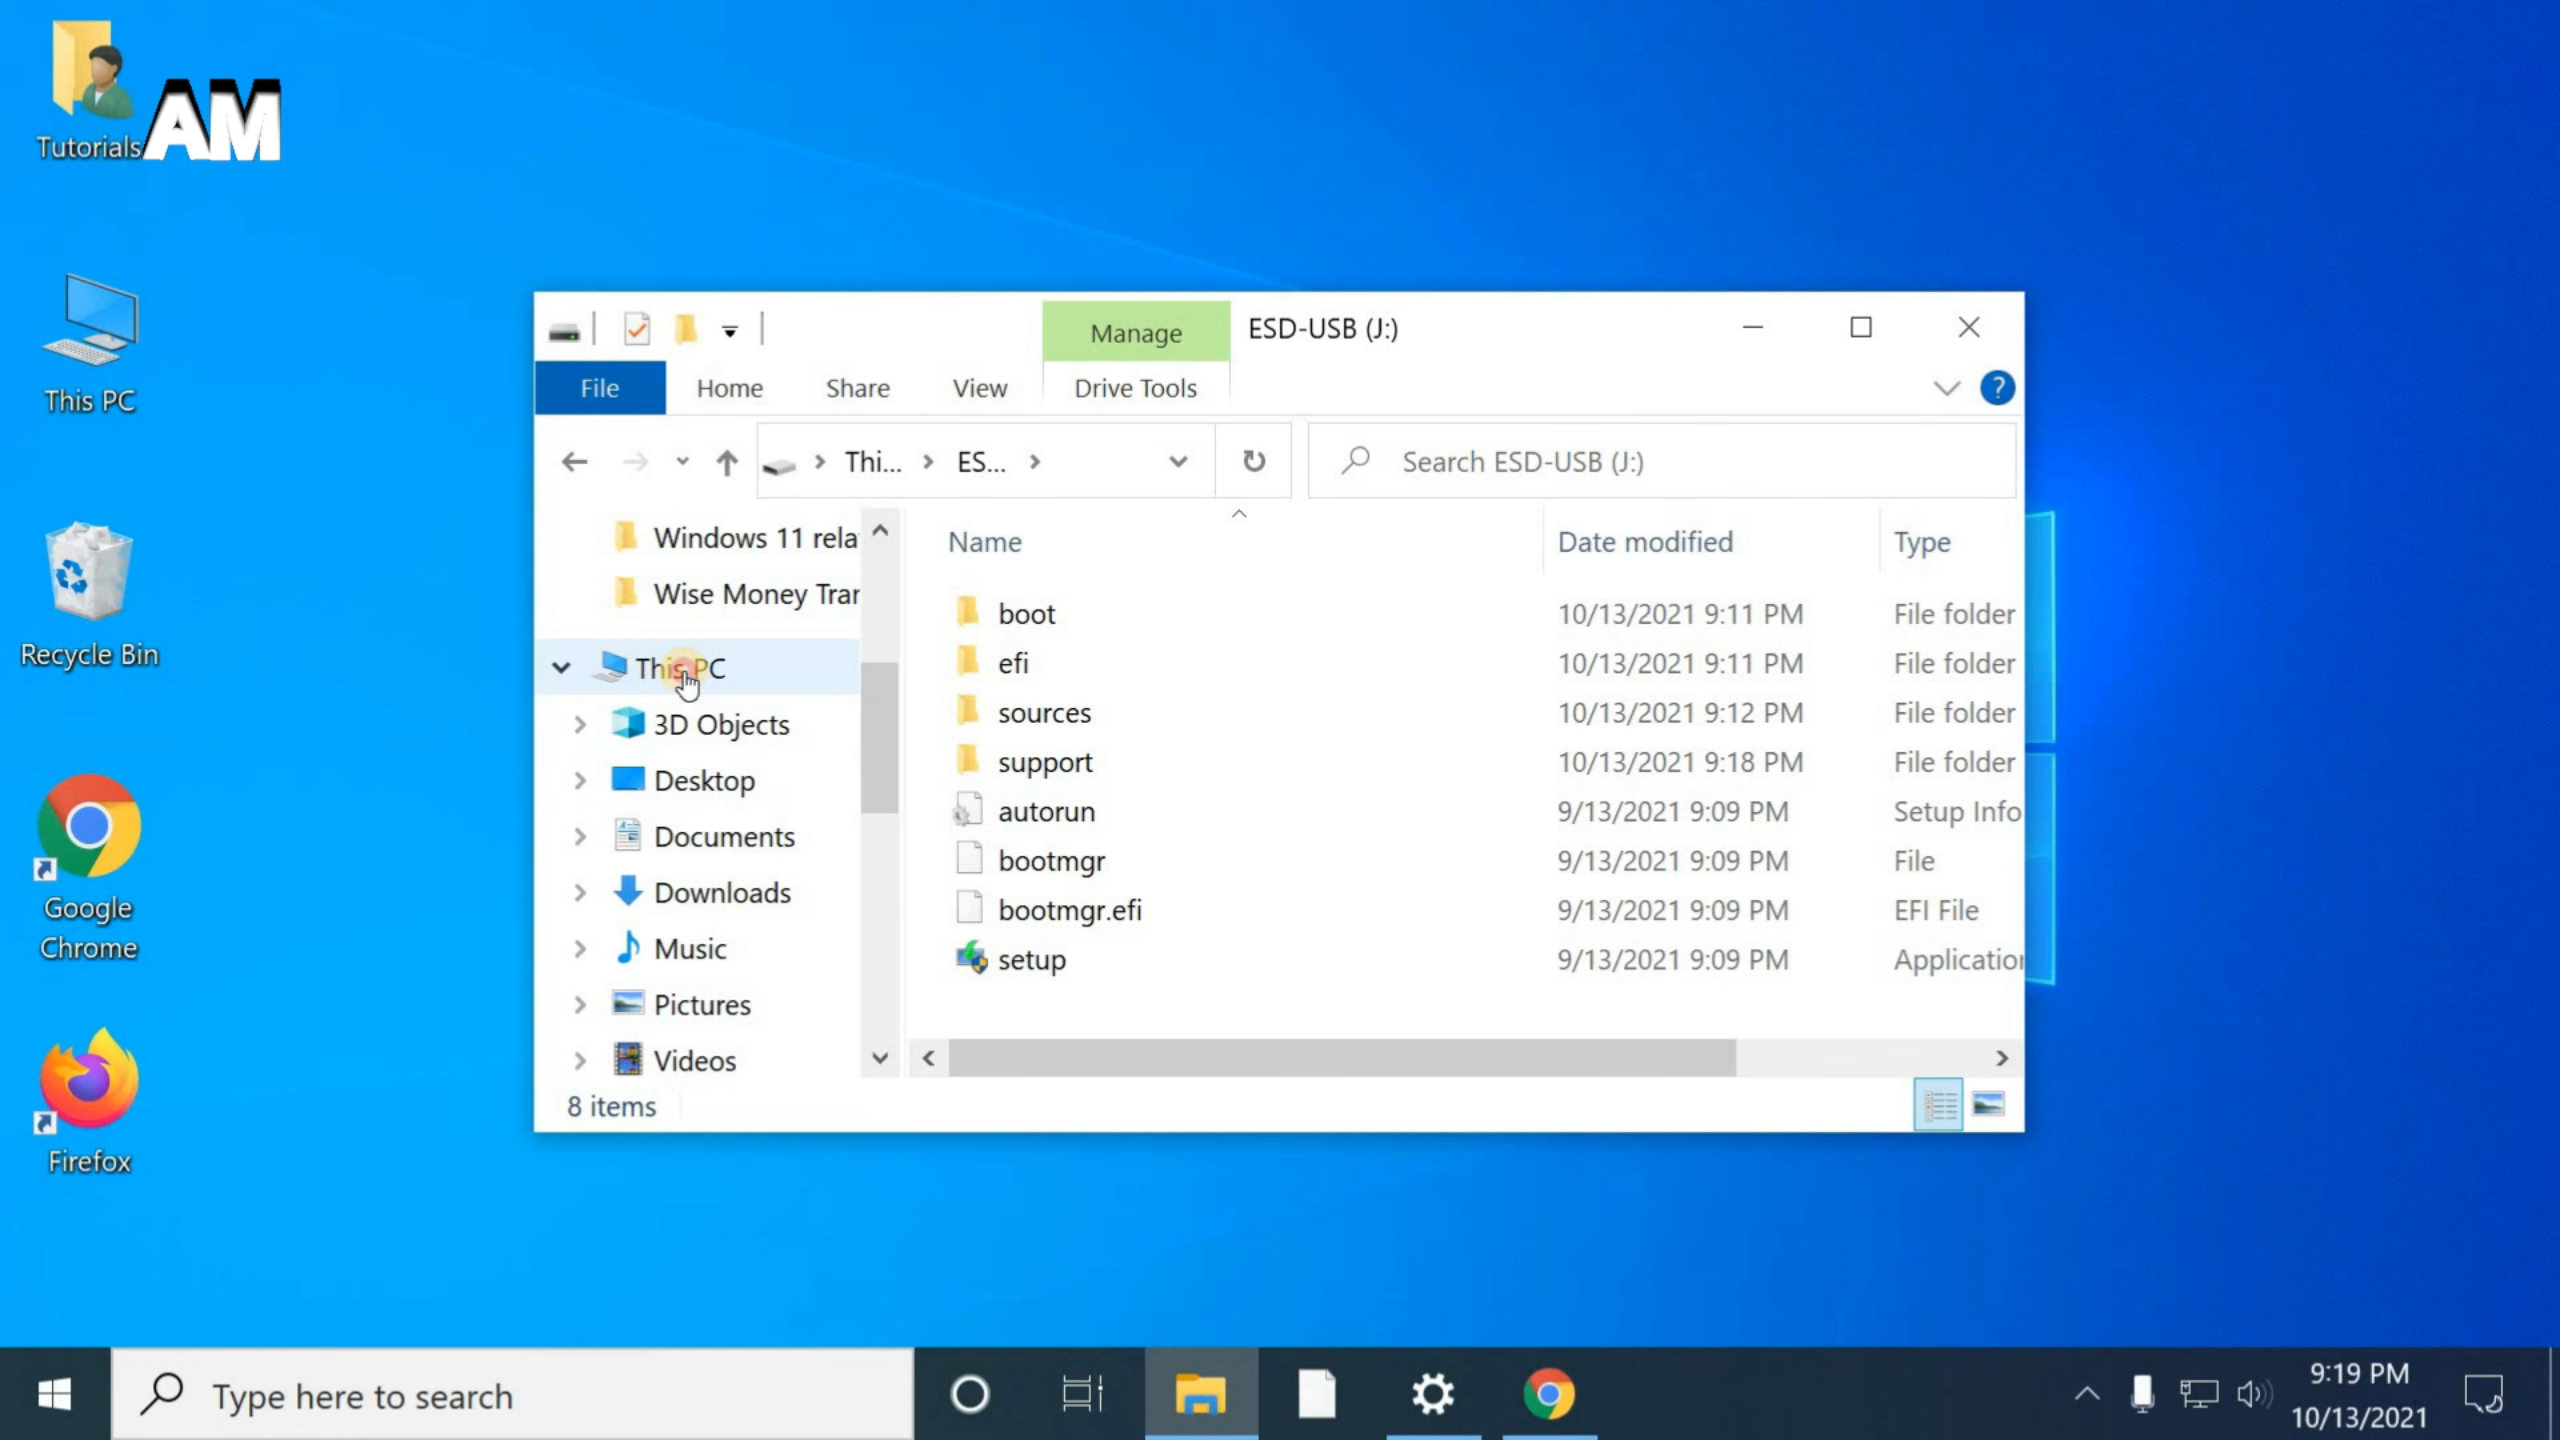 Tutorials
AM
This PC
Recycle Bin
Google
Chrome
Firefox
Manage
ESD-USB (J:)
File
Home
Share
View
Drive Tools
?
Thi...
ES...
Search ESD-USB (J:)
Windows 11 rela
Wise Money Tran
This PC
3D Objects
Desktop
Documents
Downloads
Music
Pictures
Videos
Name Date modified Type
boot 10/13/2021 9:11 PM File folder
efi 10/13/2021 9:11 PM File folder
sources 10/13/2021 9:12 PM File folder
support 10/13/2021 9:18 PM File folder
autorun 9/13/2021 9:09 PM Setup Info
bootmgr 9/13/2021 9:09 PM File
bootmgr.efi 9/13/2021 9:09 PM EFI File
setup 9/13/2021 9:09 PM Application
8 items
Type here to search
9:19 PM
10/13/2021